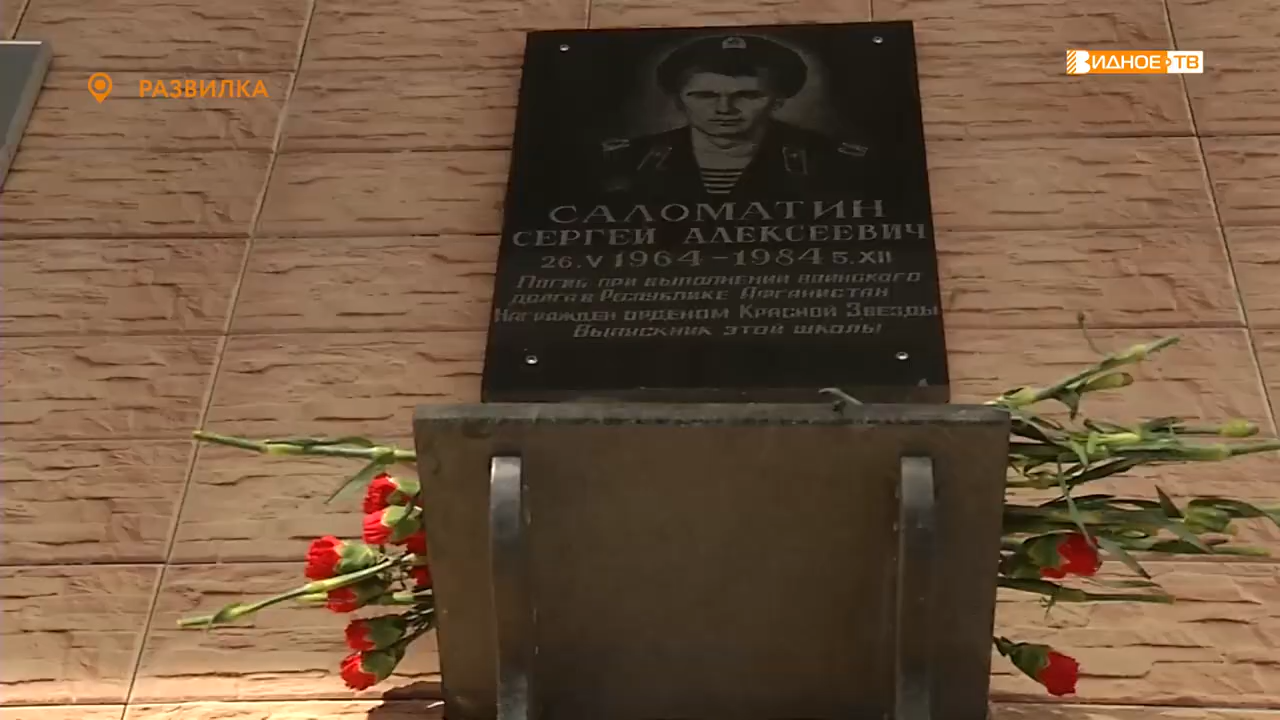 РАЗВИЛКА
ВИДНОЕ ТВ
САЛОМАТИН
СЕРГЕЙ АЛЕКСЕЕВИЧ
26.V 1964 – 1984 5.XII
Погиб при выполнении воинского
долга в Республике Афганистан
Награжден орденом Красной Звезды
Выпускник этой школы